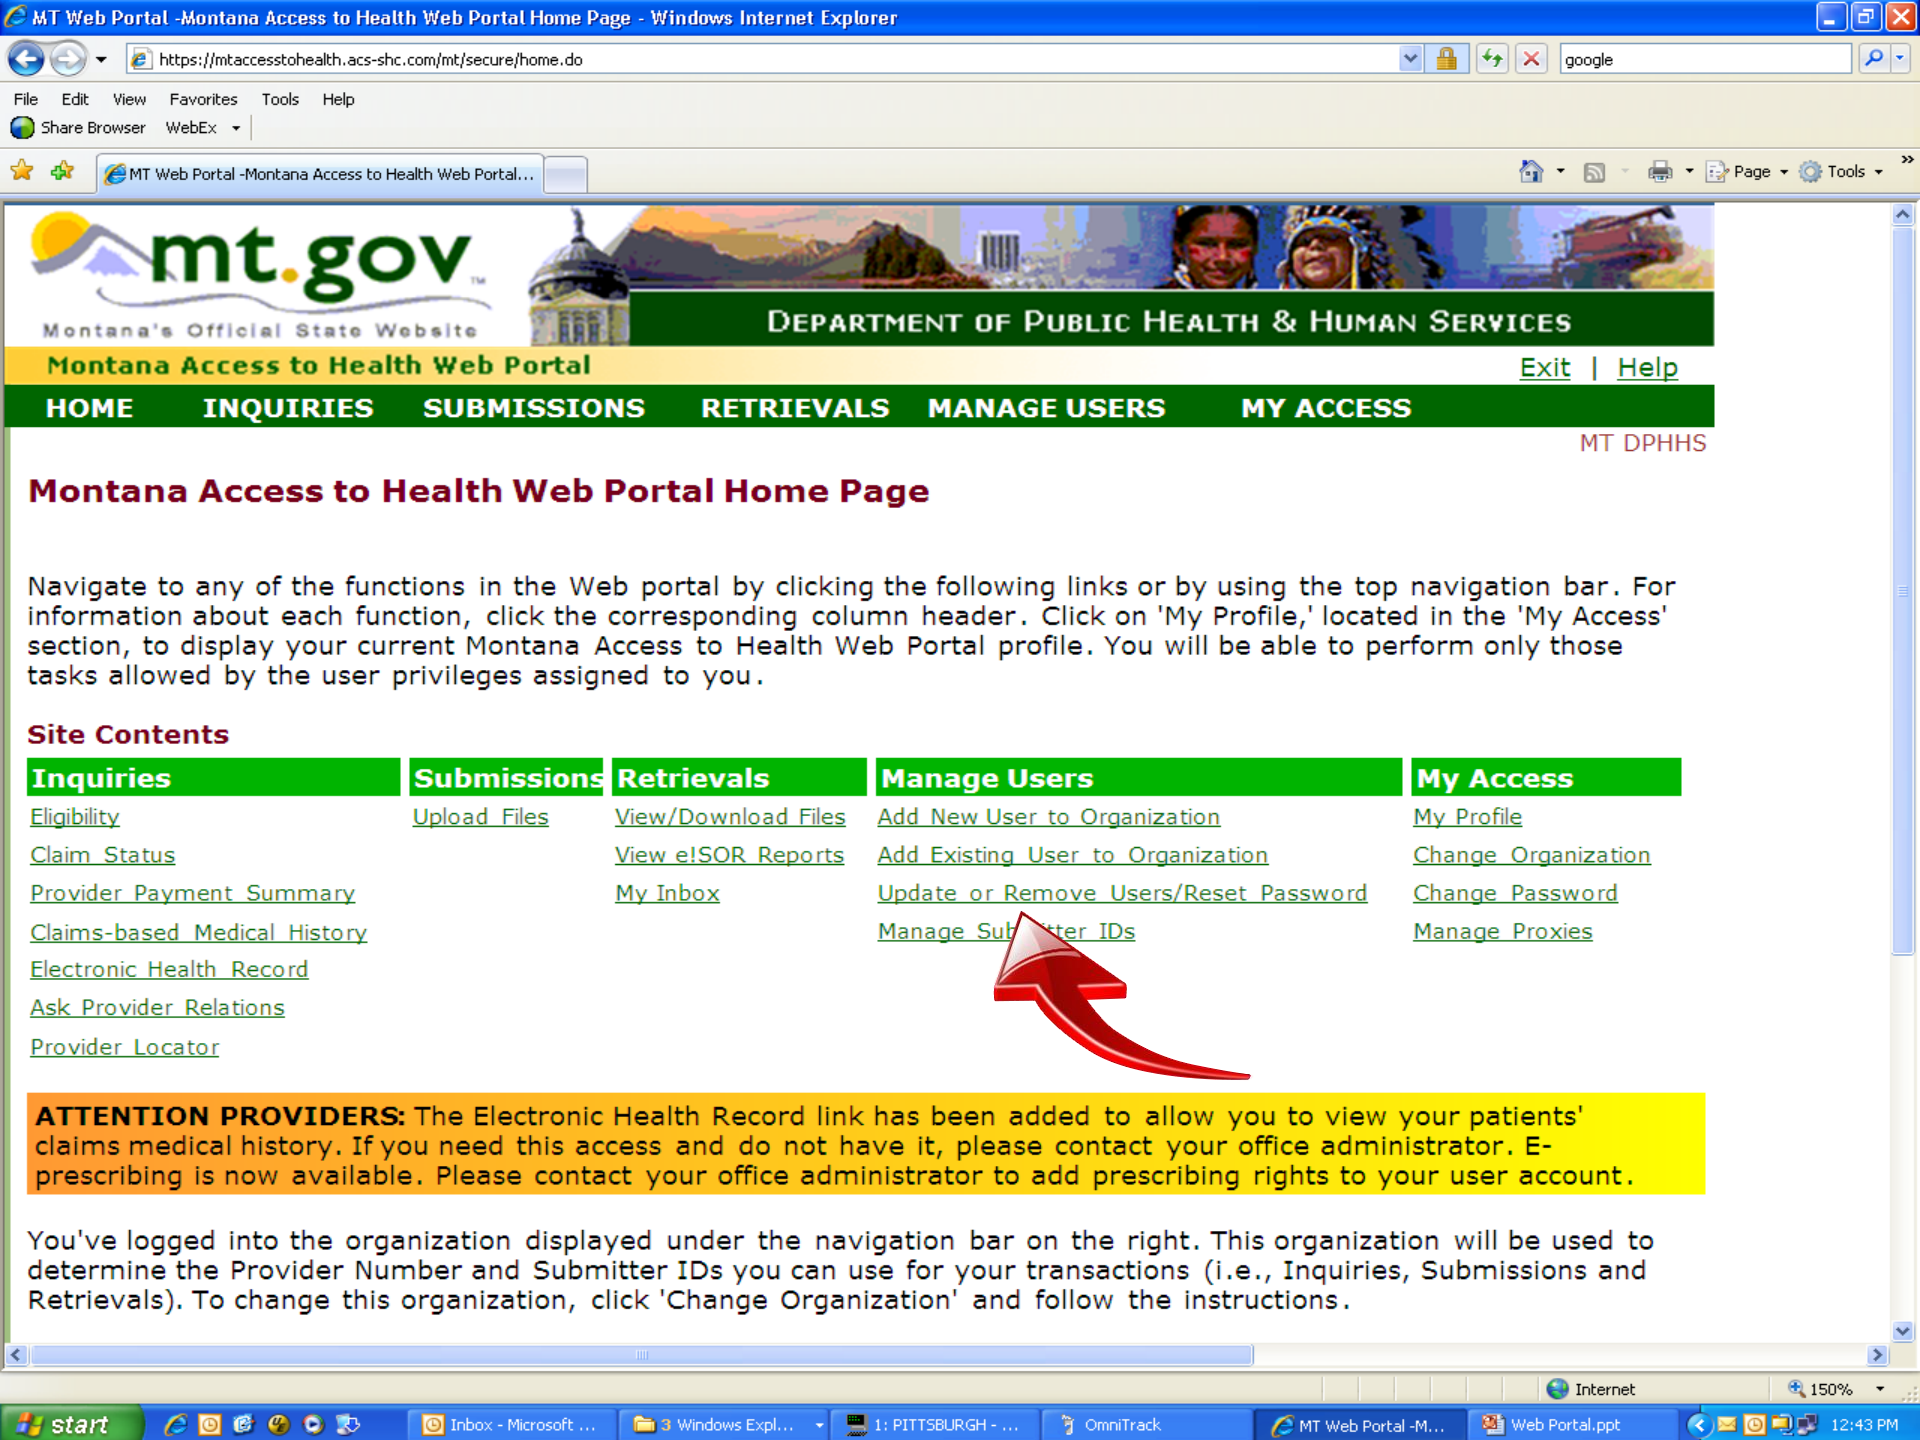 MT Web Portal -Montana Access to Health Web Portal Home Page - Windows Internet Explorer
https://mtaccesstohealth.acs-shc.com/mt/secure/home.do
google
File Edit View Favorites Tools Help
Share Browser WebEx
MT Web Portal -Montana Access to Health Web Portal...
Page Tools
mt.gov
TM
Montana's Official State Website
DEPARTMENT OF PUBLIC HEALTH & HUMAN SERVICES
Montana Access to Health Web Portal
Exit | Help
HOME INQUIRIES SUBMISSIONS RETRIEVALS MANAGE USERS MY ACCESS
MT DPHHS
Montana Access to Health Web Portal Home Page
Navigate to any of the functions in the Web portal by clicking the following links or by using the top navigation bar. For
information about each function, click the corresponding column header. Click on 'My Profile,' located in the 'My Access'
section, to display your current Montana Access to Health Web Portal profile. You will be able to perform only those
tasks allowed by the user privileges assigned to you.
Site Contents
Inquiries Submissions Retrievals Manage Users My Access
Eligibility Upload Files View/Download Files Add New User to Organization My Profile
Claim Status View e!SOR Reports Add Existing User to Organization Change Organization
Provider Payment Summary My Inbox Update or Remove Users/Reset Password Change Password
Claims-based Medical History Manage Submitter IDs Manage Proxies
Electronic Health Record
Ask Provider Relations
Provider Locator
ATTENTION PROVIDERS: The Electronic Health Record link has been added to allow you to view your patients'
claims medical history. If you need this access and do not have it, please contact your office administrator. E-
prescribing is now available. Please contact your office administrator to add prescribing rights to your user account.
You've logged into the organization displayed under the navigation bar on the right. This organization will be used to
determine the Provider Number and Submitter IDs you can use for your transactions (i.e., Inquiries, Submissions and
Retrievals). To change this organization, click 'Change Organization' and follow the instructions.
Internet 150%
start Inbox - Microsoft ... 3 Windows Expl... 1: PITTSBURGH - ... OmniTrack MT Web Portal -M... Web Portal.ppt 12:43 PM